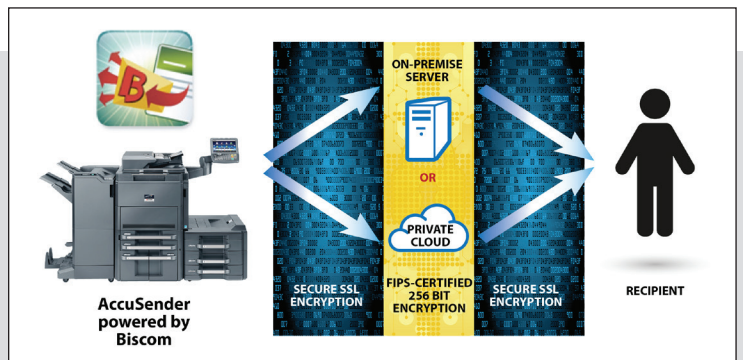 B
AccuSender
powered by
Biscom
SECURE SSL
ENCRYPTION
ON-PREMISE
SERVER
OR
PRIVATE
CLOUD
FIPS-CERTIFIED
256 BIT
ENCRYPTION
SECURE SSL
ENCRYPTION
RECIPIENT